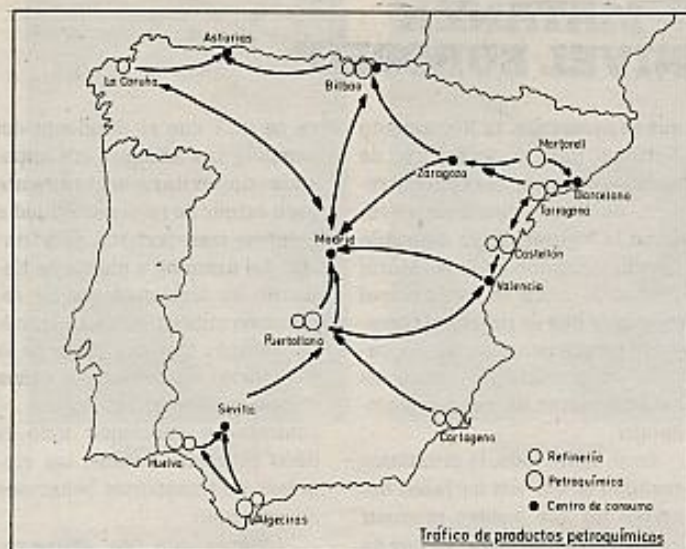 Asturias
La Coruña
Bilbao
Martorell
Zaragoza
Barcelona
Tarragona
Madrid
Castellón
Valencia
Puertollano
Sevilla
Cartagena
Huelva
Algeciras
Refinería
Petroquímica
Centro de consumo
Tráfico de productos petroquímicos